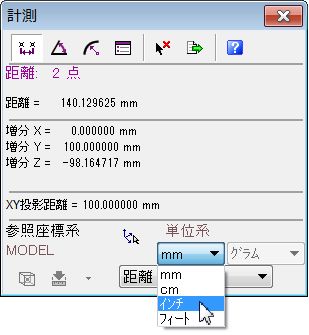 計測
距離: 2 点
距離 = 140.129625 mm
増分 X = 0.000000 mm
増分 Y = 100.000000 mm
増分 Z = -98.164717 mm
XY投影距離 = 100.000000 mm
参照座標系 単位系
MODEL mm グラム
距離
mm
cm
インチ
フィート